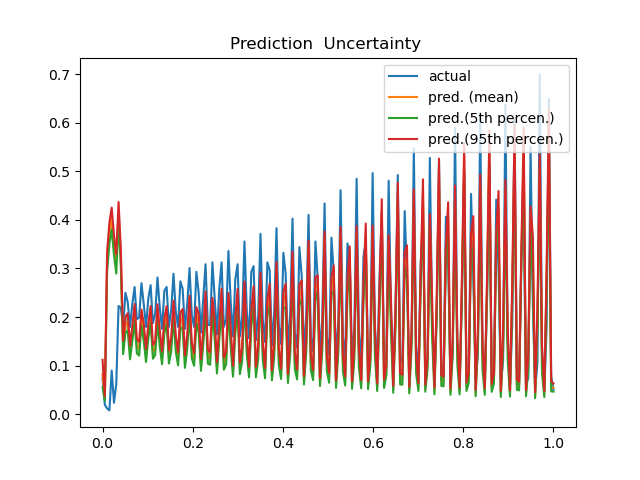 Prediction  Uncertainty
actual
pred. (mean)
pred.(5th percen.)
pred.(95th percen.)
0.7
0.6
0.5
0.4
0.3
0.2
0.1
0.0
0.0 0.2 0.4 0.6 0.8 1.0